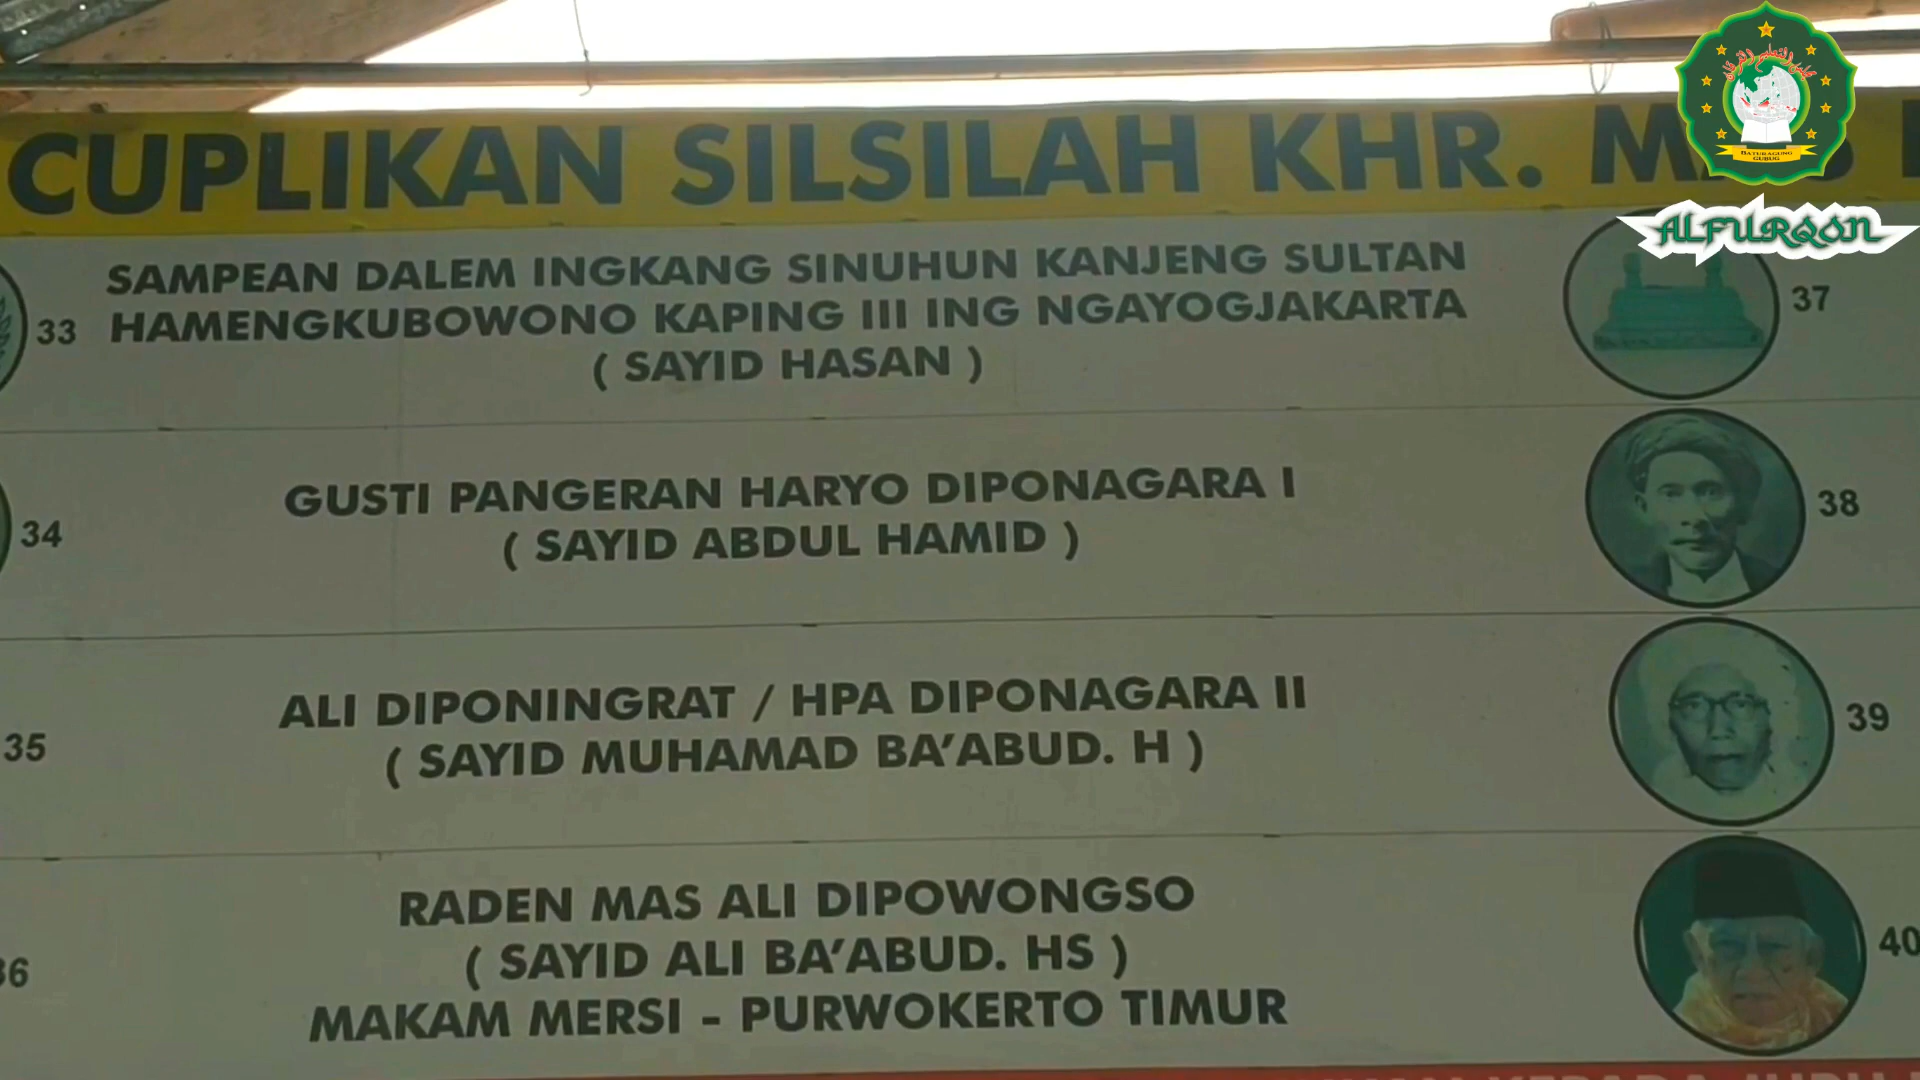 CUPLIKAN SILSILAH KHR.
33 SAMPEAN DALEM INGKANG SINUHUN KANJENG SULTAN
HAMENGKUBOWONO KAPING III ING NGAYOGJAKARTA
( SAYID HASAN )
37
34 GUSTI PANGERAN HARYO DIPONAGARA I
( SAYID ABDUL HAMID )
38
35 ALI DIPONINGRAT / HPA DIPONAGARA II
( SAYID MUHAMAD BA'ABUD. H )
39
RADEN MAS ALI DIPOWONGSO
( SAYID ALI BA'ABUD. HS )
MAKAM MERSI - PURWOKERTO TIMUR
40
BATURAGUNG
GUBUG
ALFURQON